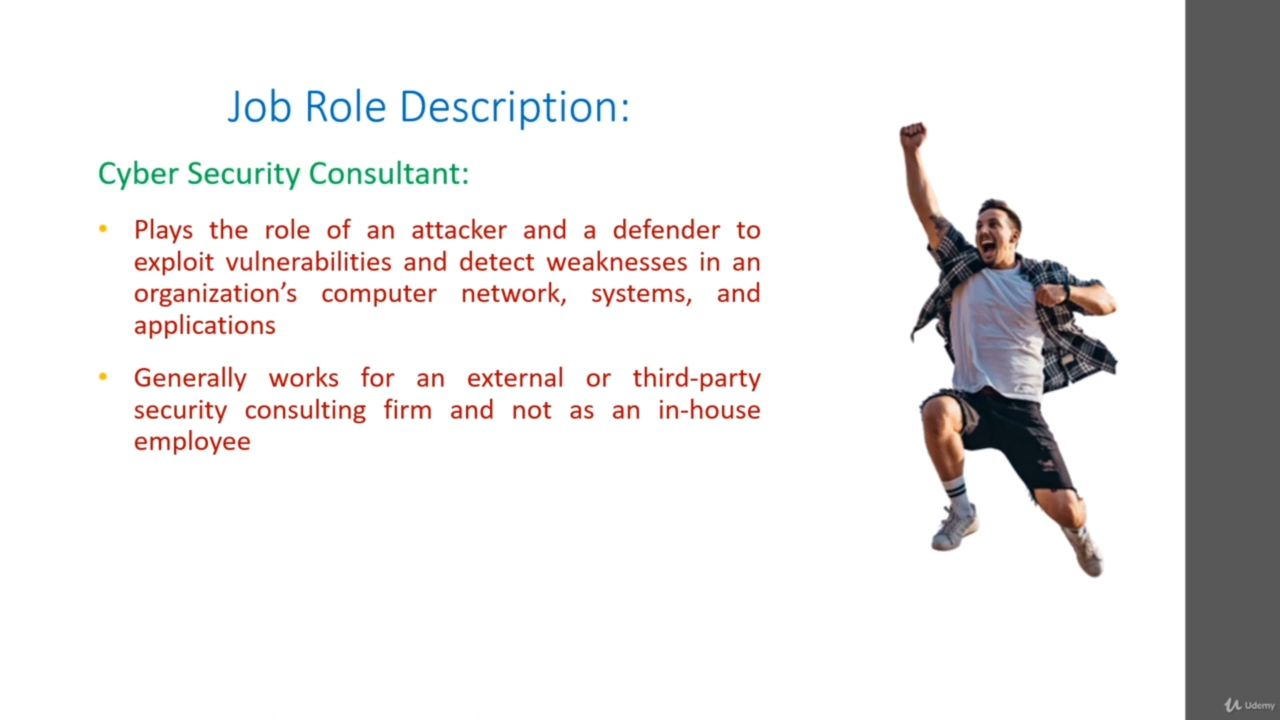 Job Role Description:
Cyber Security Consultant:
• Plays the role of an attacker and a defender to
exploit vulnerabilities and detect weaknesses in an
organization’s computer network, systems, and
applications
• Generally works for an external or third-party
security consulting firm and not as an in-house
employee
Udemy